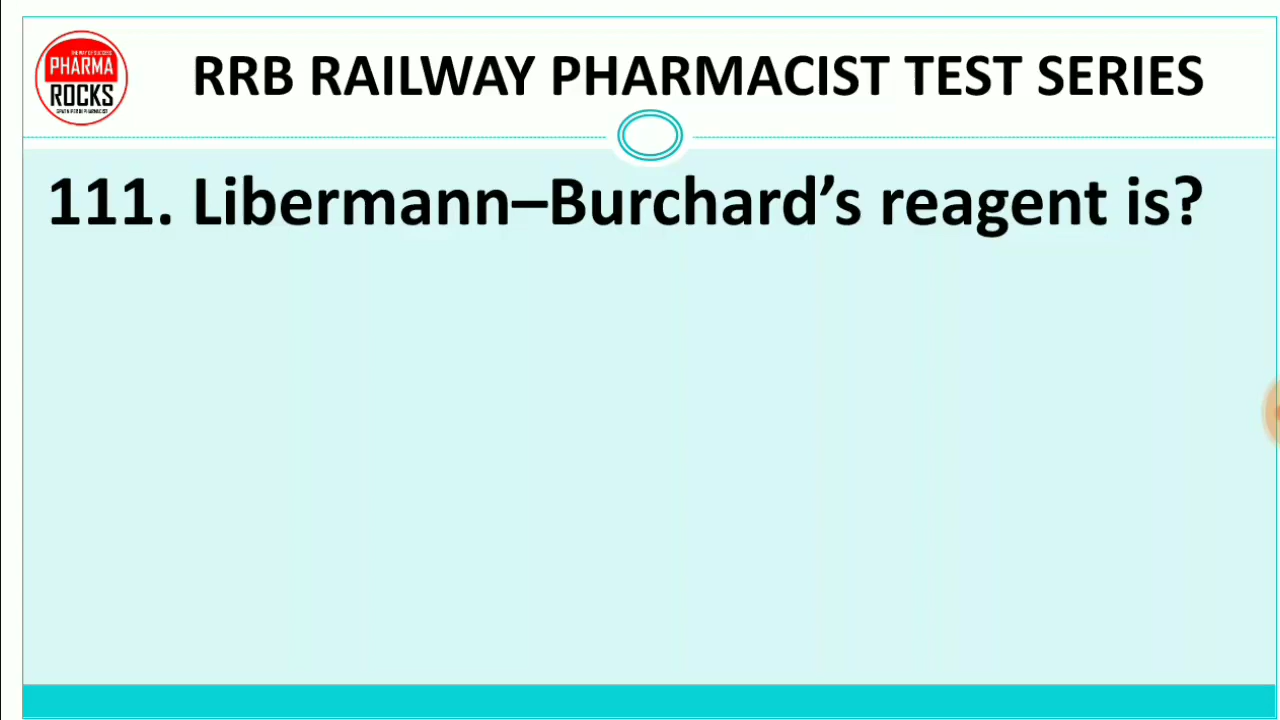 PHARMA
ROCKS
RRB RAILWAY PHARMACIST TEST SERIES
111. Libermann–Burchard’s reagent is?